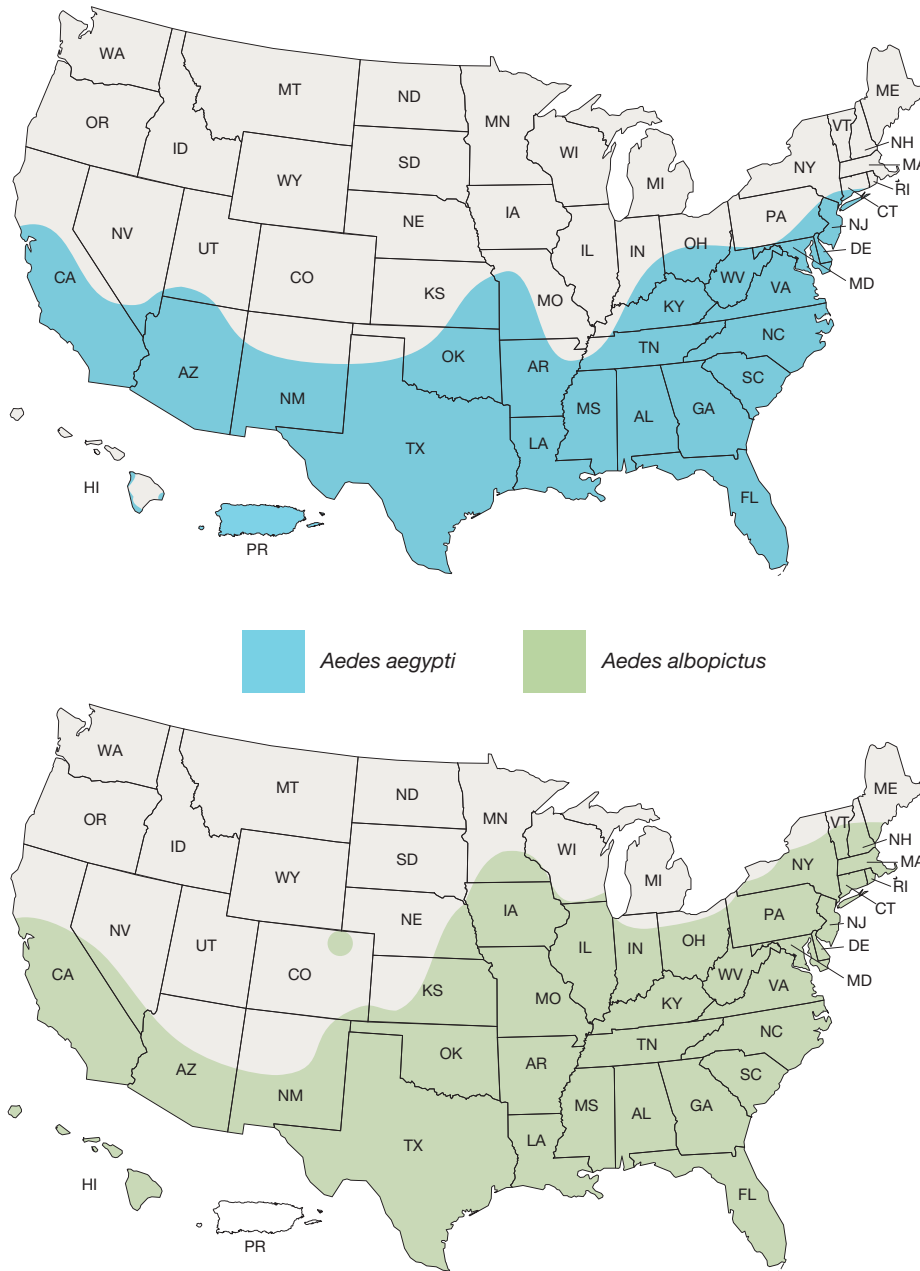 WA
MT
ND
MN
ME
OR
ID
SD
WI
VT
NH
NY
MA
WY
MI
RI
CT
NE
IA
PA
NV
UT
CO
IL
IN
OH
NJ
DE
CA
KS
MO
WV
VA
MD
KY
AZ
NM
OK
AR
TN
NC
SC
MS
AL
GA
TX
LA
FL
HI
PR
Aedes aegypti
Aedes albopictus
WA
MT
ND
MN
ME
OR
ID
SD
WI
VT
NH
NY
MA
WY
MI
RI
CT
NE
IA
PA
NV
UT
CO
IL
IN
OH
NJ
DE
CA
KS
MO
WV
VA
MD
KY
AZ
NM
OK
AR
TN
NC
SC
MS
AL
GA
TX
LA
FL
HI
PR